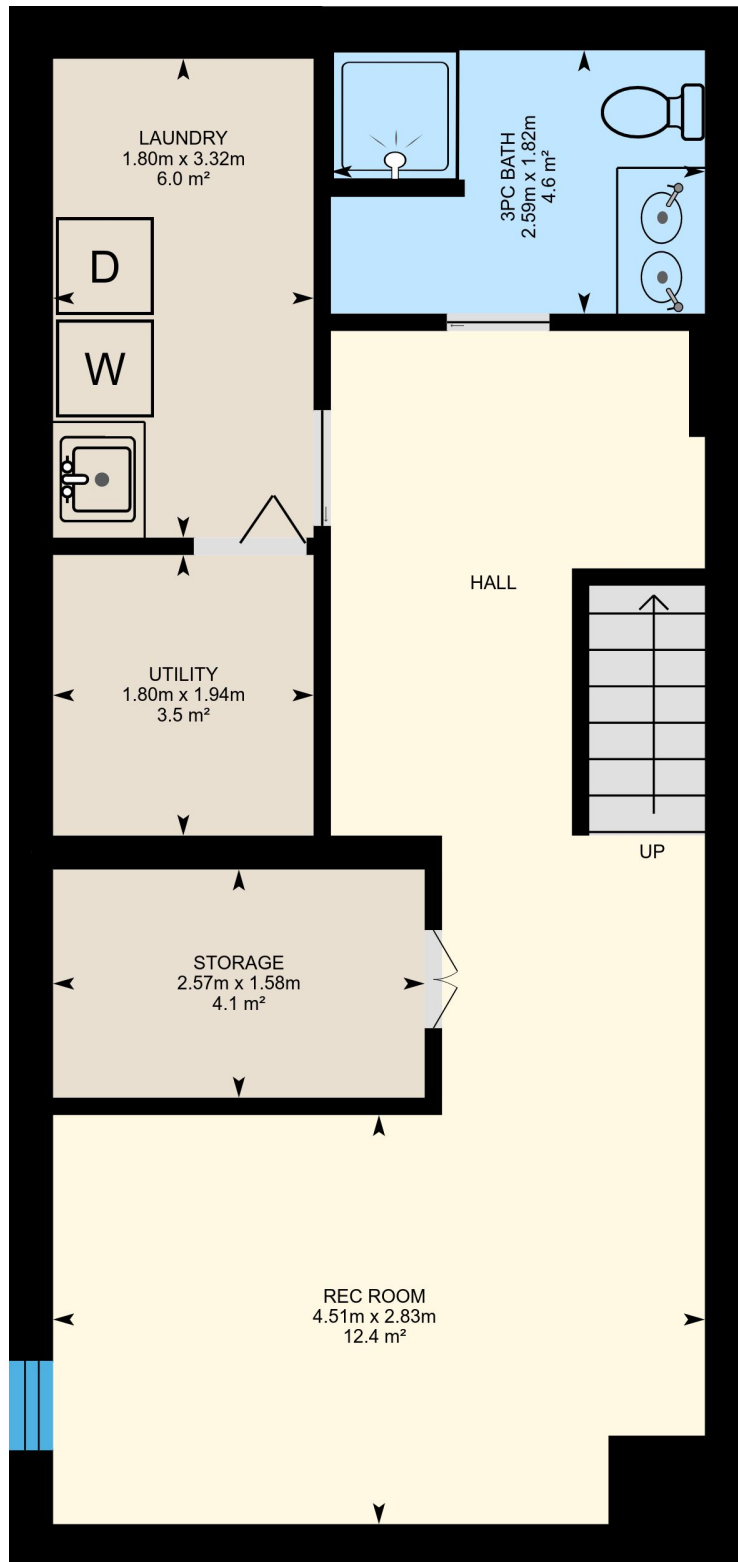 LAUNDRY
1.80m x 3.32m
6.0 m²
3PC BATH
2.59m x 1.82m
4.6 m²
D
W
HALL
UTILITY
1.80m x 1.94m
3.5 m²
UP
STORAGE
2.57m x 1.58m
4.1 m²
REC ROOM
4.51m x 2.83m
12.4 m²